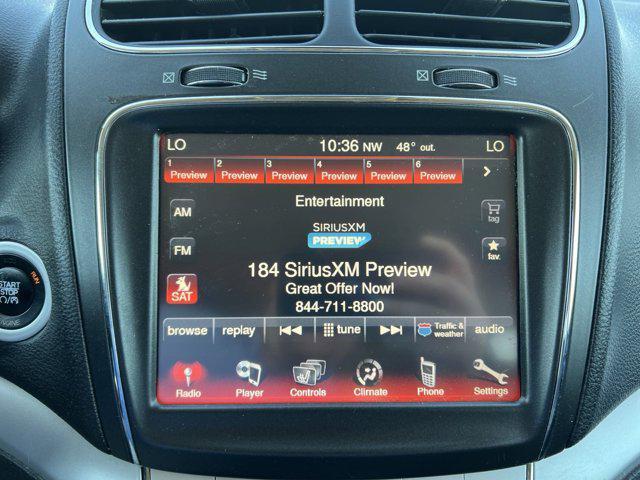 LO 10:36 NW 48° out. LO
1 2 3 4 5 6
Preview Preview Preview Preview Preview Preview
Entertainment
AM
tag
SIRIUSXM
PREVIEW
FM
fav.
184 SiriusXM Preview
SAT
Great Offer Now!
844-711-8800
browse replay tune Traffic & weather audio
Radio Player Controls Climate Phone Settings
RUN
START
STOP
ENGINE